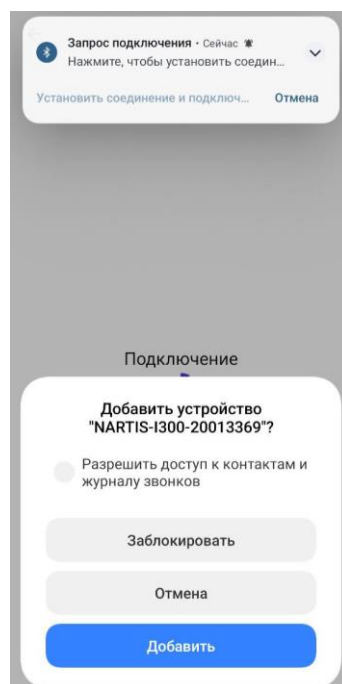 Запрос подключения · Сейчас
Нажмите, чтобы установить соедин...
Установить соединение и подключ... Отмена
Подключение
Добавить устройство
"NARTIS-I300-20013369"?
Разрешить доступ к контактам и
журналу звонков
Заблокировать
Отмена
Добавить